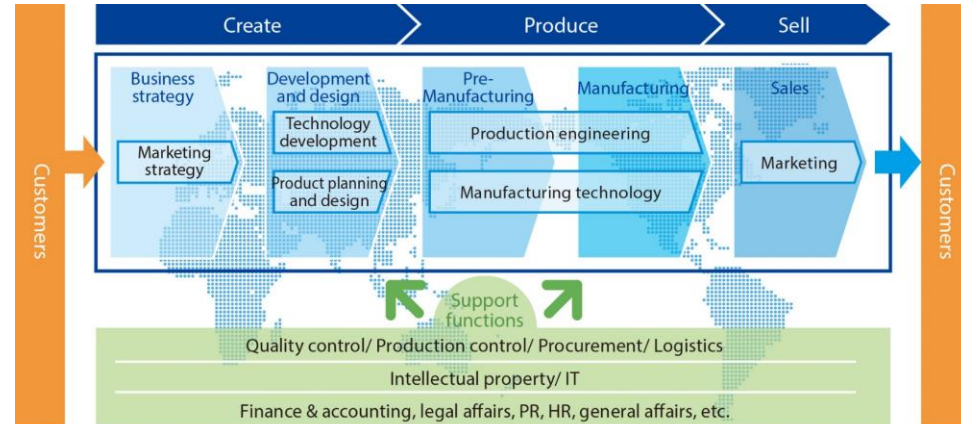 Create
Produce
Sell
Customers
Business
strategy
Marketing
strategy
Development
and design
Technology
development
Product planning
and design
Pre-
Manufacturing
Manufacturing
Production engineering
Manufacturing technology
Sales
Marketing
Customers
Support
functions
Quality control/ Production control/ Procurement/ Logistics
Intellectual property/ IT
Finance & accounting, legal affairs, PR, HR, general affairs, etc.